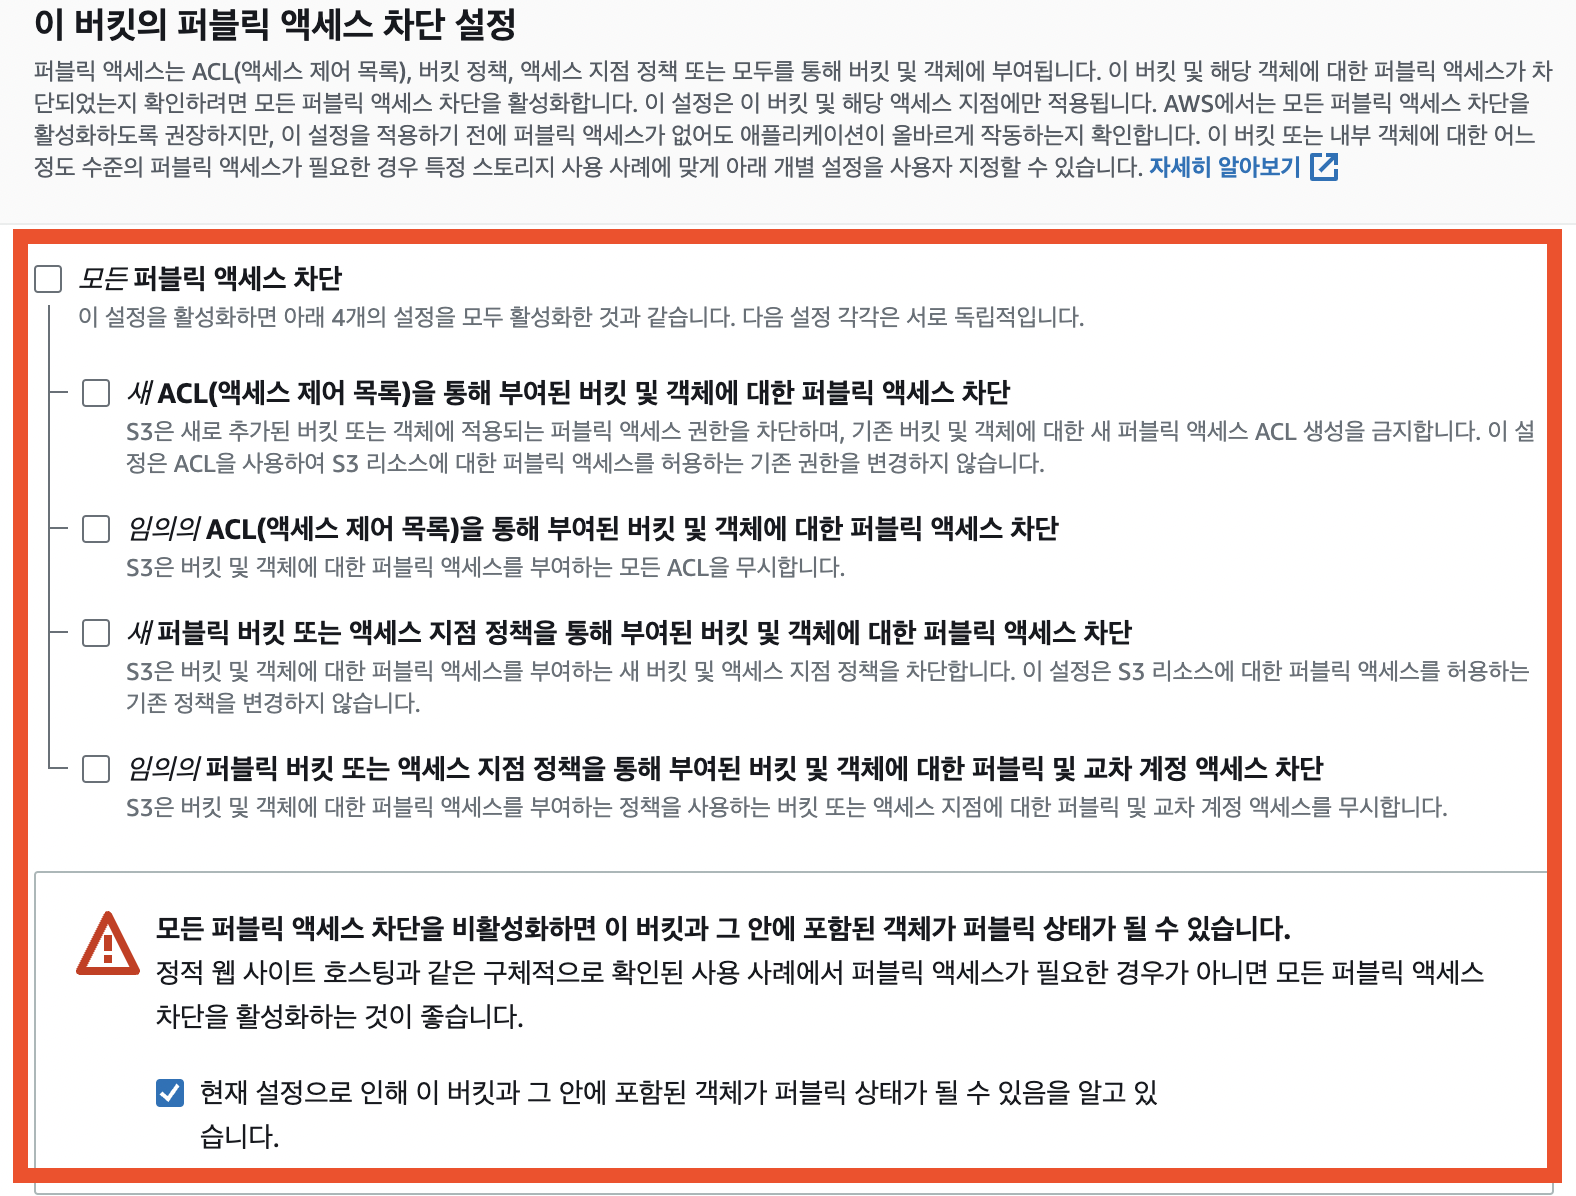 이 버킷의 퍼블릭 액세스 차단 설정
퍼블릭 액세스는 ACL(액세스 제어 목록), 버킷 정책, 액세스 지점 정책 또는 모두를 통해 버킷 및 객체에 부여됩니다. 이 버킷 및 해당 객체에 대한 퍼블릭 액세스가 차
단되었는지 확인하려면 모든 퍼블릭 액세스 차단을 활성화합니다. 이 설정은 이 버킷 및 해당 액세스 지점에만 적용됩니다. AWS에서는 모든 퍼블릭 액세스 차단을
활성화하도록 권장하지만, 이 설정을 적용하기 전에 퍼블릭 액세스가 없어도 애플리케이션이 올바르게 작동하는지 확인합니다. 이 버킷 또는 내부 객체에 대한 어느
정도 수준의 퍼블릭 액세스가 필요한 경우 특정 스토리지 사용 사례에 맞게 아래 개별 설정을 사용자 지정할 수 있습니다. 자세히 알아보기
모든 퍼블릭 액세스 차단
이 설정을 활성화하면 아래 4개의 설정을 모두 활성화한 것과 같습니다. 다음 설정 각각은 서로 독립적입니다.
새 ACL(액세스 제어 목록)을 통해 부여된 버킷 및 객체에 대한 퍼블릭 액세스 차단
S3은 새로 추가된 버킷 또는 객체에 적용되는 퍼블릭 액세스 권한을 차단하며, 기존 버킷 및 객체에 대한 새 퍼블릭 액세스 ACL 생성을 금지합니다. 이 설
정은 ACL을 사용하여 S3 리소스에 대한 퍼블릭 액세스를 허용하는 기존 권한을 변경하지 않습니다.
임의의 ACL(액세스 제어 목록)을 통해 부여된 버킷 및 객체에 대한 퍼블릭 액세스 차단
S3은 버킷 및 객체에 대한 퍼블릭 액세스를 부여하는 모든 ACL을 무시합니다.
새 퍼블릭 버킷 또는 액세스 지점 정책을 통해 부여된 버킷 및 객체에 대한 퍼블릭 액세스 차단
S3은 버킷 및 객체에 대한 퍼블릭 액세스를 부여하는 새 버킷 및 액세스 지점 정책을 차단합니다. 이 설정은 S3 리소스에 대한 퍼블릭 액세스를 허용하는
기존 정책을 변경하지 않습니다.
임의의 퍼블릭 버킷 또는 액세스 지점 정책을 통해 부여된 버킷 및 객체에 대한 퍼블릭 및 교차 계정 액세스 차단
S3은 버킷 및 객체에 대한 퍼블릭 액세스를 부여하는 정책을 사용하는 버킷 또는 액세스 지점에 대한 퍼블릭 및 교차 계정 액세스를 무시합니다.
모든 퍼블릭 액세스 차단을 비활성화하면 이 버킷과 그 안에 포함된 객체가 퍼블릭 상태가 될 수 있습니다.
정적 웹 사이트 호스팅과 같은 구체적으로 확인된 사용 사례에서 퍼블릭 액세스가 필요한 경우가 아니면 모든 퍼블릭 액세스
차단을 활성화하는 것이 좋습니다.
현재 설정으로 인해 이 버킷과 그 안에 포함된 객체가 퍼블릭 상태가 될 수 있음을 알고 있
습니다.